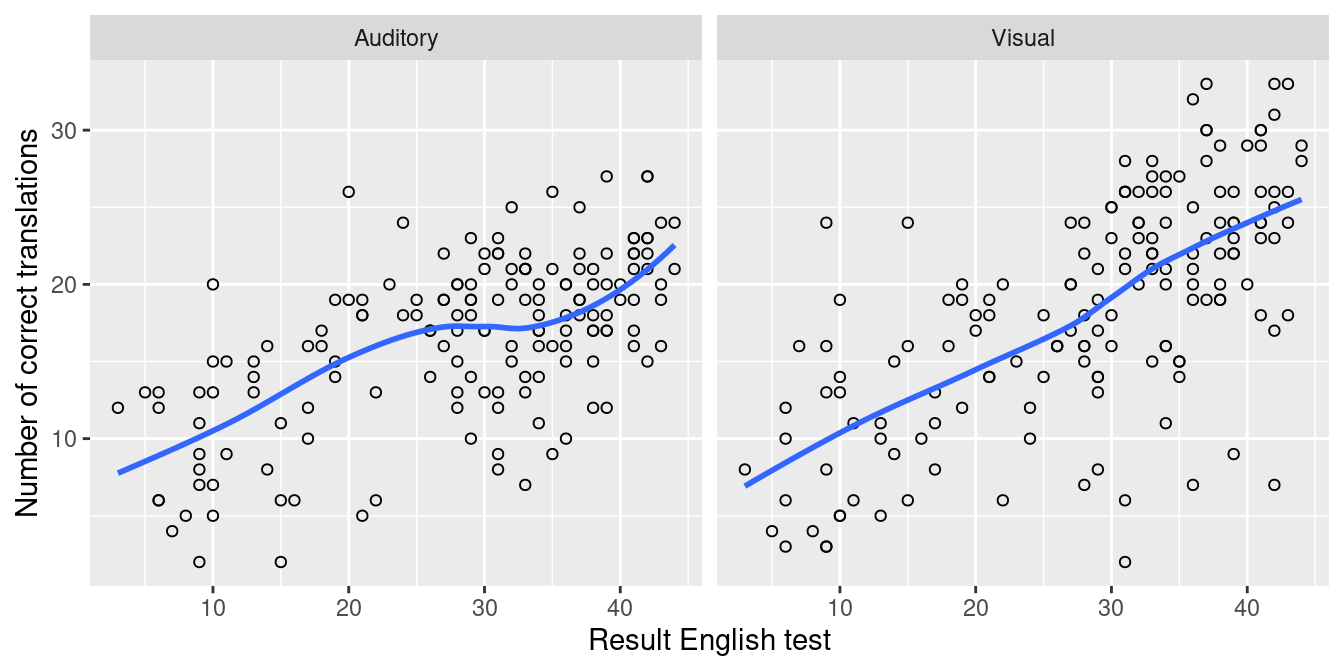 Auditory Visual
Number of correct translations
30
20
10
10 20 30 40 10 20 30 40
Result English test